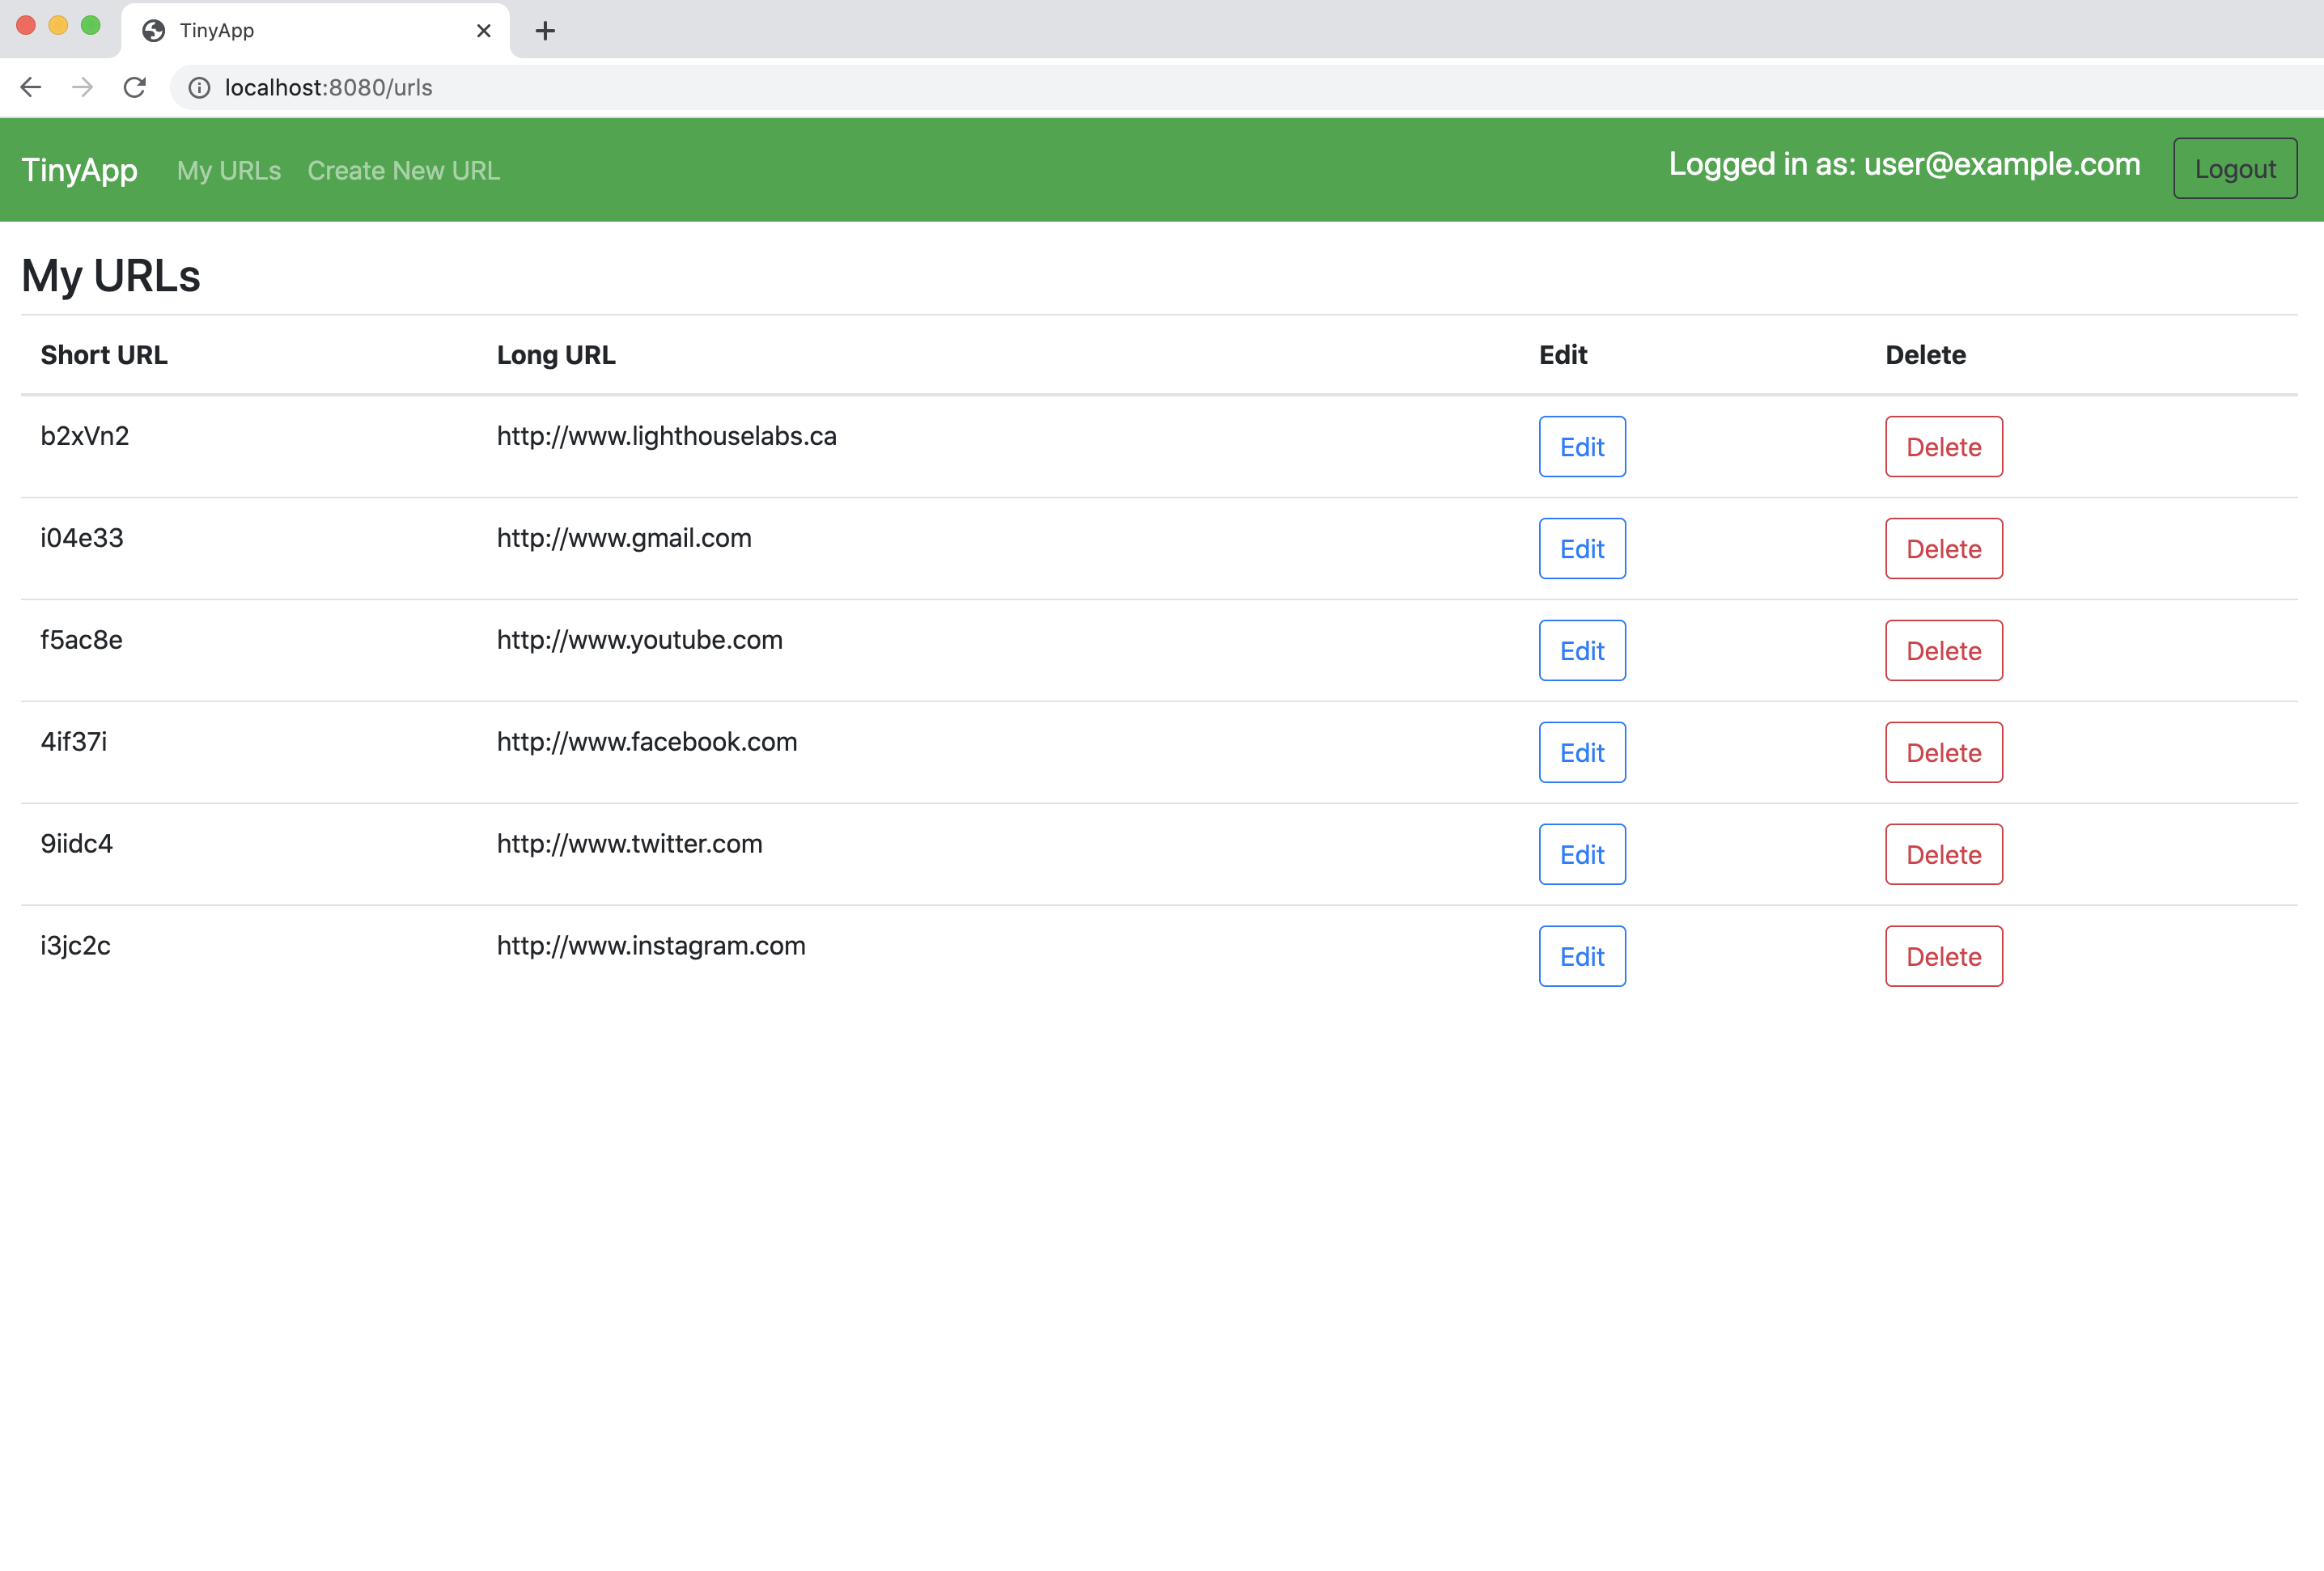 TinyApp
localhost:8080/urls
TinyApp My URLs Create New URL Logged in as: user@example.com Logout
My URLs
Short URL Long URL Edit Delete
b2xVn2 http://www.lighthouselabs.ca Edit Delete
i04e33 http://www.gmail.com Edit Delete
f5ac8e http://www.youtube.com Edit Delete
4if37i http://www.facebook.com Edit Delete
9iidc4 http://www.twitter.com Edit Delete
i3jc2c http://www.instagram.com Edit Delete